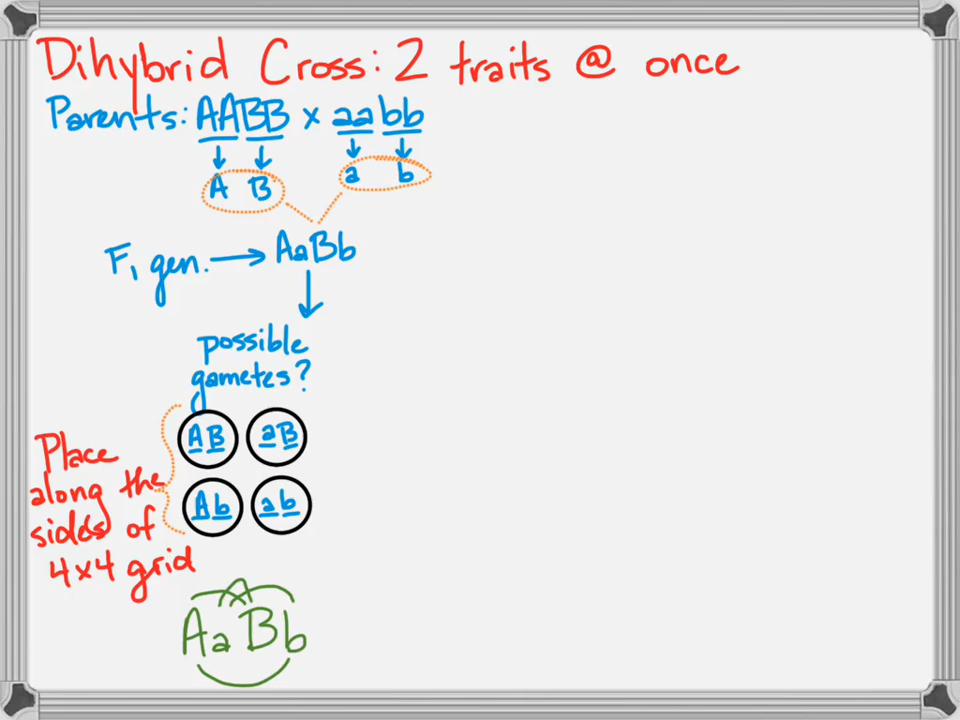 Dihybrid Cross: 2 traits @ once
Parents: AABB x aabb
A B a b
F1 gen. → AaBb
possible
gametes?
AB aB
Ab ab
Place
along the
sides of
4x4 grid
AaBb